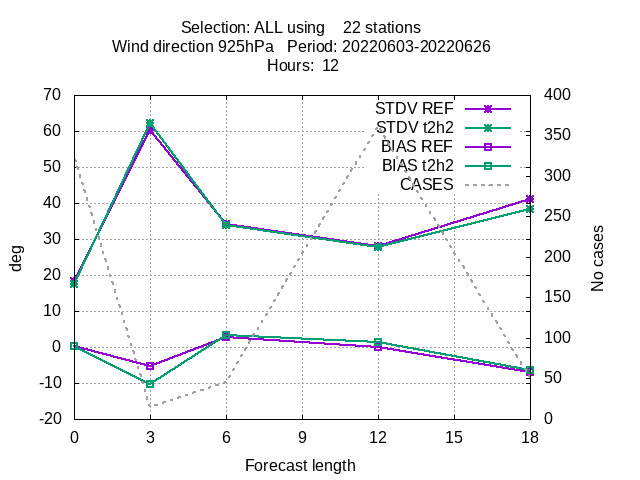 Selection: ALL using 22 stations
Wind direction 925hPa Period: 20220603-20220626
Hours: 12
70
60
50
40
30
20
10
0
-10
-20
deg
400
350
300
250
200
150
100
50
0
No cases
STDV REF
STDV t2h2
BIAS REF
BIAS t2h2
CASES
0 3 6 9 12 15 18
Forecast length